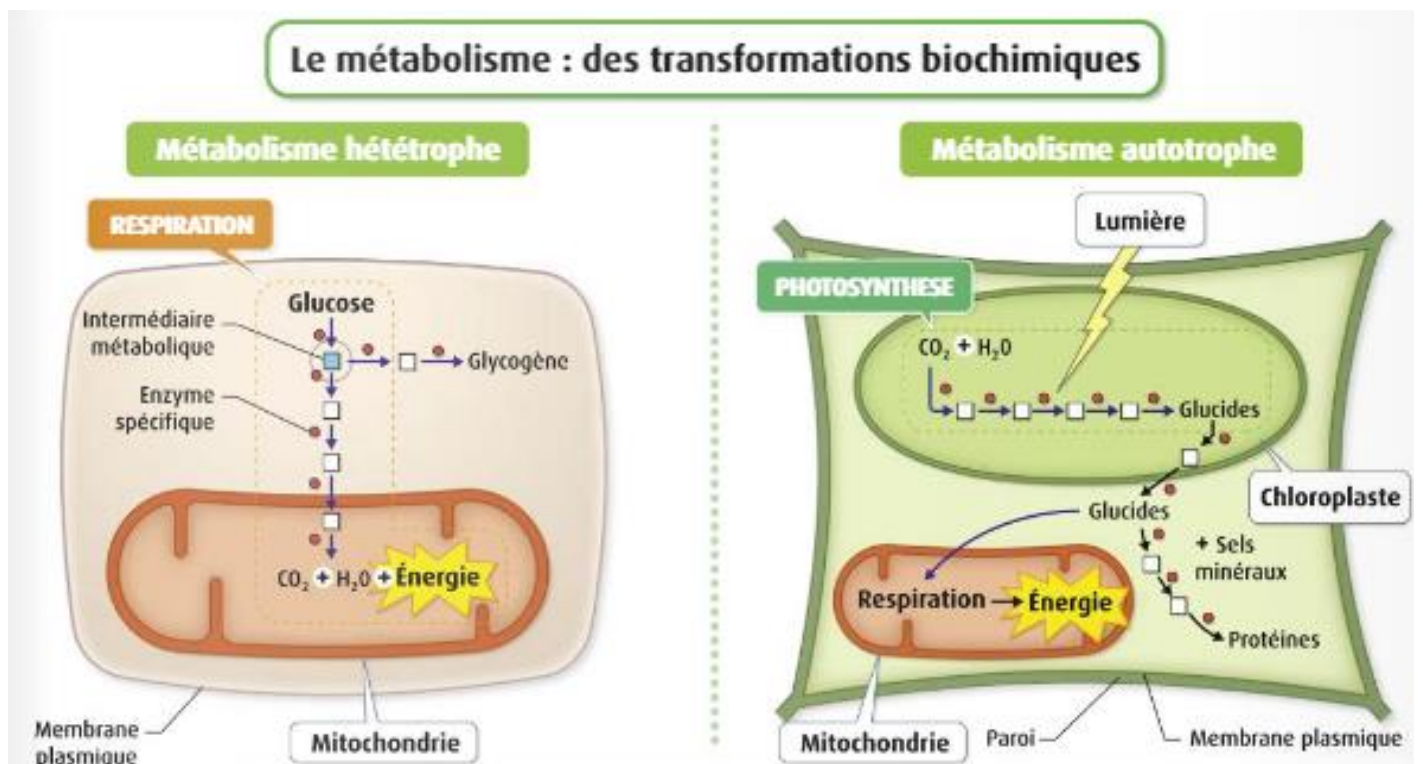 Le métabolisme : des transformations biochimiques
Métabolisme hététrophe
RESPIRATION
Glucose
Intermédiaire
métabolique
Glycogène
Enzyme
spécifique
CO₂ + H₂O + Énergie
Membrane
plasmique
Mitochondrie
Métabolisme autotrophe
Lumière
PHOTOSYNTHESE
CO₂ + H₂O
Glucides
Chloroplaste
Glucides
+ Sels
minéraux
Respiration
Énergie
Protéines
Mitochondrie
Paroi
Membrane plasmique